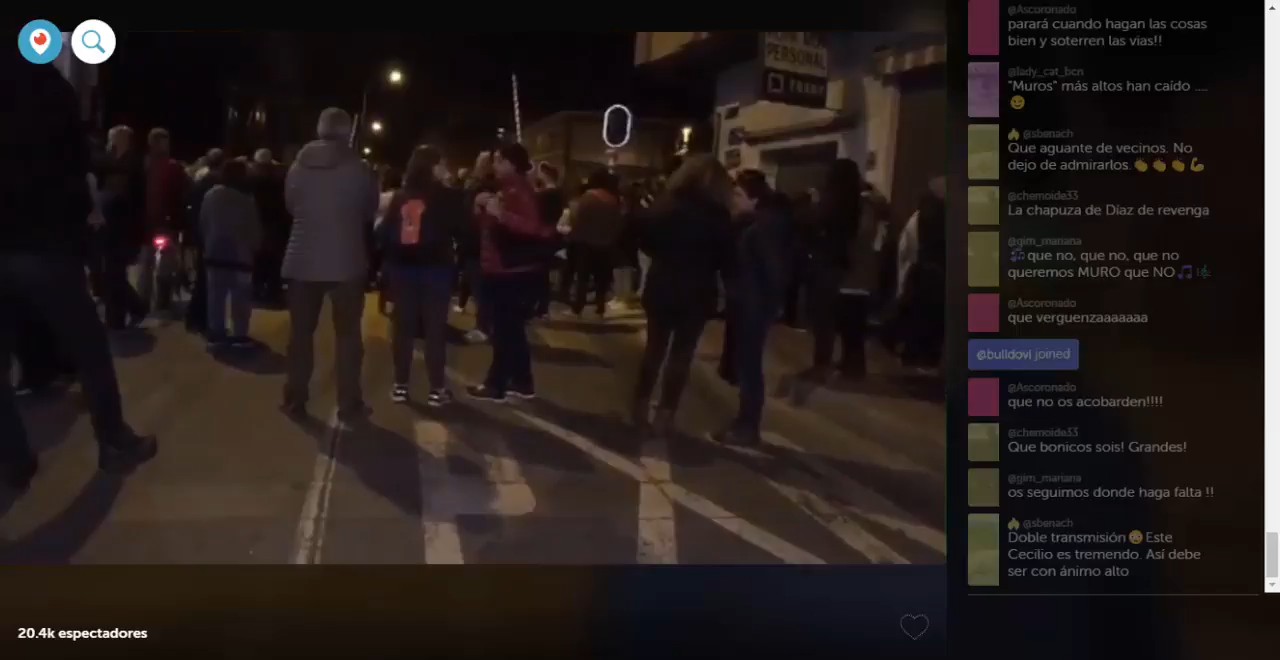 PERSONAL
20.4k espectadores
@Ascoronado
parará cuando hagan las cosas
bien y soterren las vias!!
@lady_cat_bcn
"Muros" más altos han caído ....
😉
🔥 @sbenach
Que aguante de vecinos. No
dejo de admirarlos.👏👏👏💪
@chemoide33
La chapuza de Díaz de revenga
@gim_mariana
🎶que no, que no, que no
queremos MURO que NO🎵🎼
@Ascoronado
que verguenzaaaaaaa
@bulldovi joined
@Ascoronado
que no os acobarden!!!!
@chemoide33
Que bonicos sois! Grandes!
@gim_mariana
os seguimos donde haga falta !!
🔥 @sbenach
Doble transmisión😳Este
Cecilio es tremendo. Así debe
ser con ánimo alto